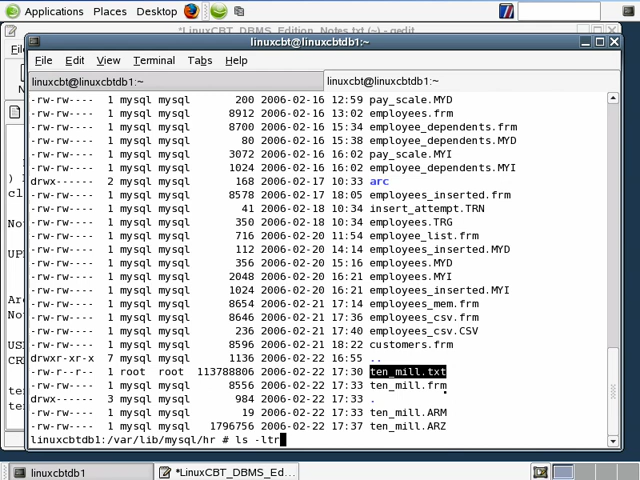 Applications Places Desktop
*LinuxCBT_DBMS_Edition_Notes.txt (~) - gedit
linuxcbt@linuxcbtdb1:~
File Edit View Terminal Tabs Help
linuxcbt@linuxcbtdb1:~ linuxcbt@linuxcbtdb1:~
-rw-rw---- 1 mysql mysql 200 2006-02-16 12:59 pay_scale.MYD
-rw-rw---- 1 mysql mysql 8912 2006-02-16 13:02 employees.frm
-rw-rw---- 1 mysql mysql 8700 2006-02-16 15:34 employee_dependents.frm
-rw-rw---- 1 mysql mysql 80 2006-02-16 15:38 employee_dependents.MYD
-rw-rw---- 1 mysql mysql 3072 2006-02-16 16:02 pay_scale.MYI
-rw-rw---- 1 mysql mysql 1024 2006-02-16 16:02 employee_dependents.MYI
drwx------ 2 mysql mysql 168 2006-02-17 10:33 arc
-rw-rw---- 1 mysql mysql 8578 2006-02-17 18:05 employees_inserted.frm
-rw-rw---- 1 mysql mysql 41 2006-02-18 10:34 insert_attempt.TRN
-rw-rw---- 1 mysql mysql 350 2006-02-18 10:34 employees.TRG
-rw-rw---- 1 mysql mysql 716 2006-02-20 11:54 employee_list.frm
-rw-rw---- 1 mysql mysql 112 2006-02-20 14:14 employees_inserted.MYD
-rw-rw---- 1 mysql mysql 356 2006-02-20 15:16 employees.MYD
-rw-rw---- 1 mysql mysql 2048 2006-02-20 16:21 employees.MYI
-rw-rw---- 1 mysql mysql 1024 2006-02-20 16:21 employees_inserted.MYI
-rw-rw---- 1 mysql mysql 8654 2006-02-21 17:14 employees_mem.frm
-rw-rw---- 1 mysql mysql 8646 2006-02-21 17:36 employees_csv.frm
-rw-rw---- 1 mysql mysql 236 2006-02-21 17:40 employees_csv.CSV
-rw-rw---- 1 mysql mysql 8596 2006-02-21 18:22 customers.frm
drwxr-xr-x 7 mysql mysql 1136 2006-02-22 16:55 ..
-rw-r--r-- 1 root root 113788806 2006-02-22 17:30 ten_mill.txt
-rw-rw---- 1 mysql mysql 8556 2006-02-22 17:33 ten_mill.frm
drwx------ 3 mysql mysql 984 2006-02-22 17:33 .
-rw-rw---- 1 mysql mysql 19 2006-02-22 17:33 ten_mill.ARM
-rw-rw---- 1 mysql mysql 1796756 2006-02-22 17:37 ten_mill.ARZ
linuxcbtdb1:/var/lib/mysql/hr # ls -ltr
linuxcbtdb1 *LinuxCBT_DBMS_Ed...